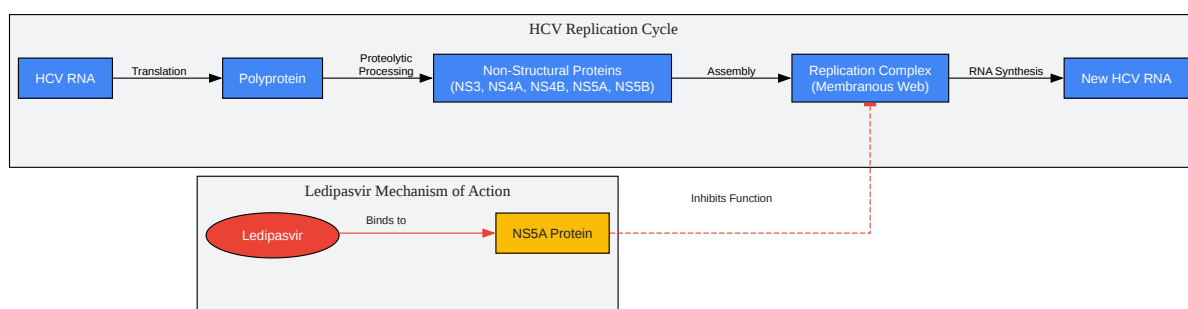 HCV Replication Cycle
HCV RNA
Translation
Polyprotein
Proteolytic
Processing
Non-Structural Proteins
(NS3, NS4A, NS4B, NS5A, NS5B)
Assembly
Replication Complex
(Membranous Web)
RNA Synthesis
New HCV RNA
Ledipasvir Mechanism of Action
Ledipasvir
Binds to
NS5A Protein
Inhibits Function